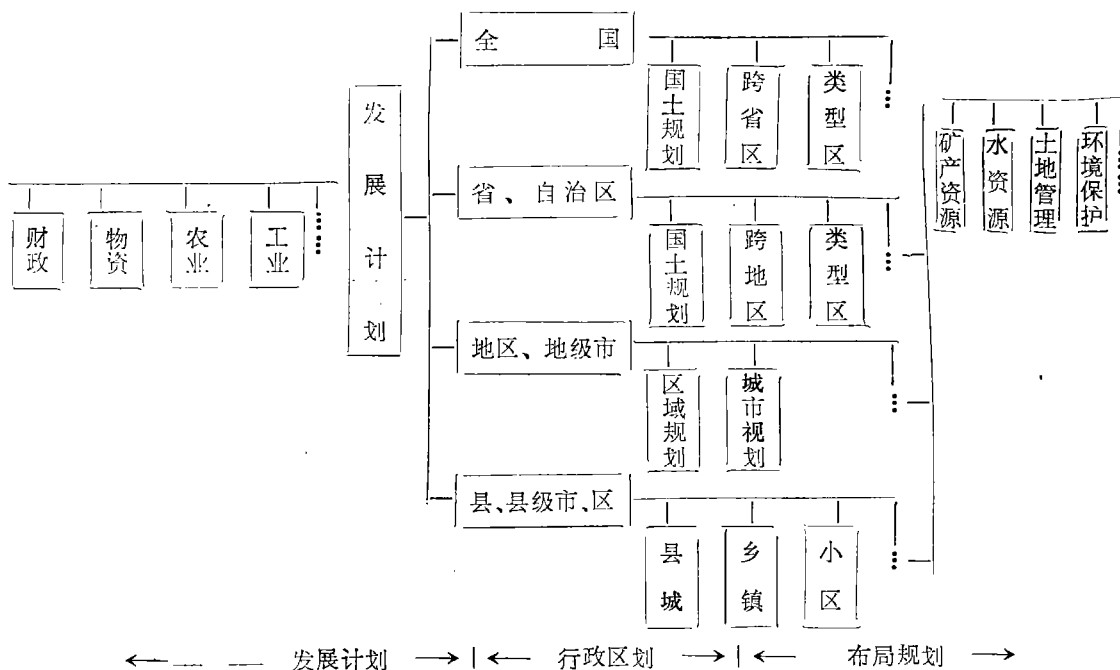 财政
物资
农业
工业
发展计划
全国
国土规划
跨省区
类型区
省、自治区
国土规划
跨地区
类型区
地区、地级市
区域规划
城市视划
县、县级市、区
县城
乡镇
小区
矿产资源
水资源
土地管理
环境保护
发展计划
行政区划
布局规划